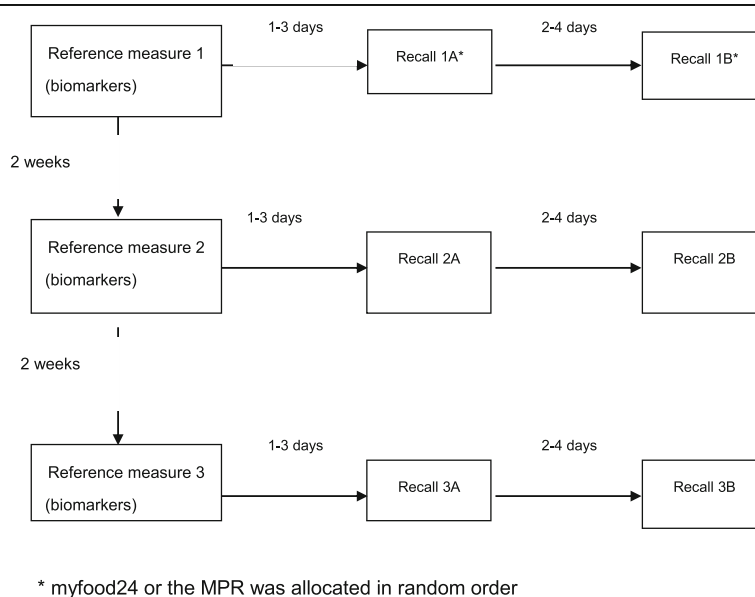 1-3 days
2-4 days
Reference measure 1
(biomarkers)
Recall 1A*
Recall 1B*
2 weeks
1-3 days
2-4 days
Reference measure 2
(biomarkers)
Recall 2A
Recall 2B
2 weeks
1-3 days
2-4 days
Reference measure 3
(biomarkers)
Recall 3A
Recall 3B
* myfood24 or the MPR was allocated in random order